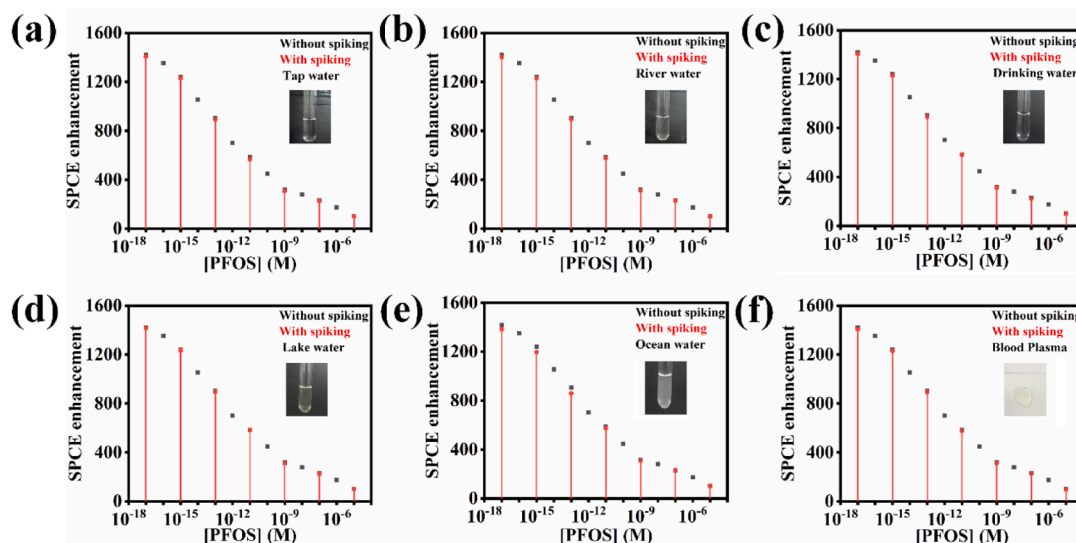 (a)
SPCE enhancement
1600
1200
800
400
0
Without spiking
With spiking
Tap water
10-18
10-15
10-12
10-9
10-6
[PFOS] (M)
(b)
SPCE enhancement
1600
1200
800
400
0
Without spiking
With spiking
River water
10-18
10-15
10-12
10-9
10-6
[PFOS] (M)
(c)
SPCE enhancement
1600
1200
800
400
0
Without spiking
With spiking
Drinking water
10-18
10-15
10-12
10-9
10-6
[PFOS] (M)
(d)
SPCE enhancement
1600
1200
800
400
0
Without spiking
With spiking
Lake water
10-18
10-15
10-12
10-9
10-6
[PFOS] (M)
(e)
SPCE enhancement
1600
1200
800
400
0
Without spiking
With spiking
Ocean water
10-18
10-15
10-12
10-9
10-6
[PFOS] (M)
(f)
SPCE enhancement
1600
1200
800
400
0
Without spiking
With spiking
Blood Plasma
10-18
10-15
10-12
10-9
10-6
[PFOS] (M)